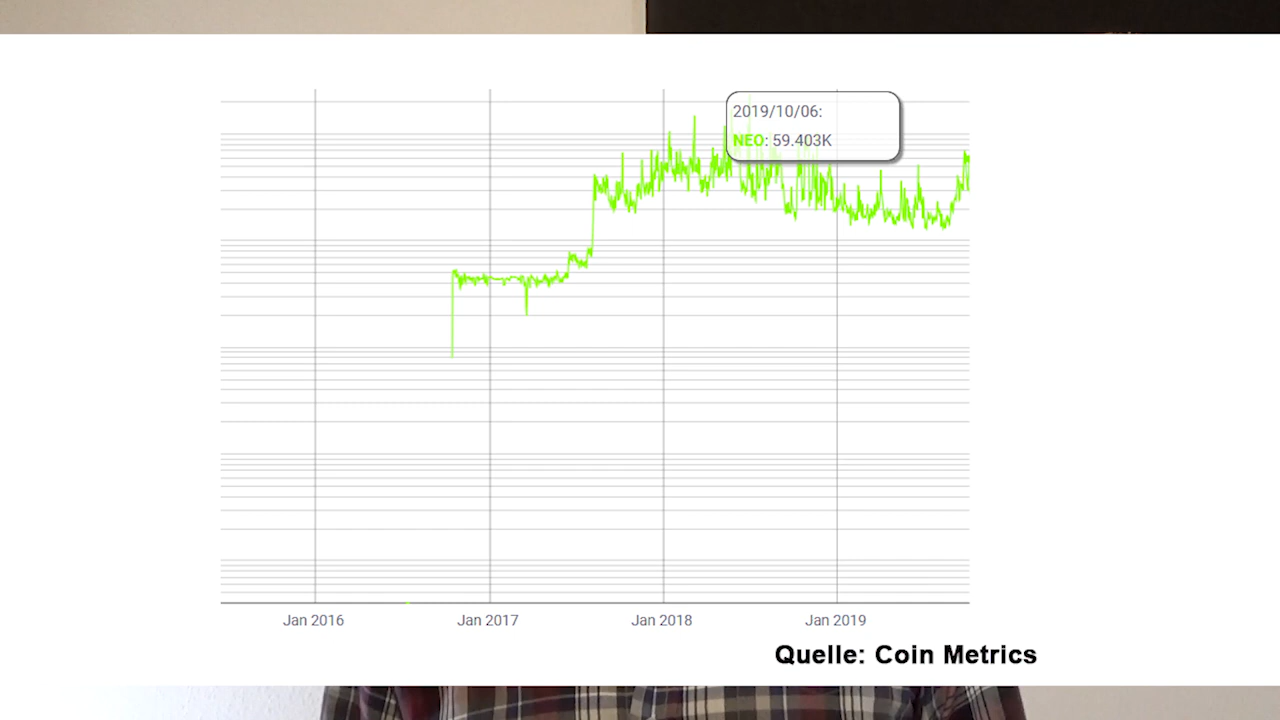 2019/10/06:
NEO: 59.403K
Jan 2016
Jan 2017
Jan 2018
Jan 2019
Quelle: Coin Metrics